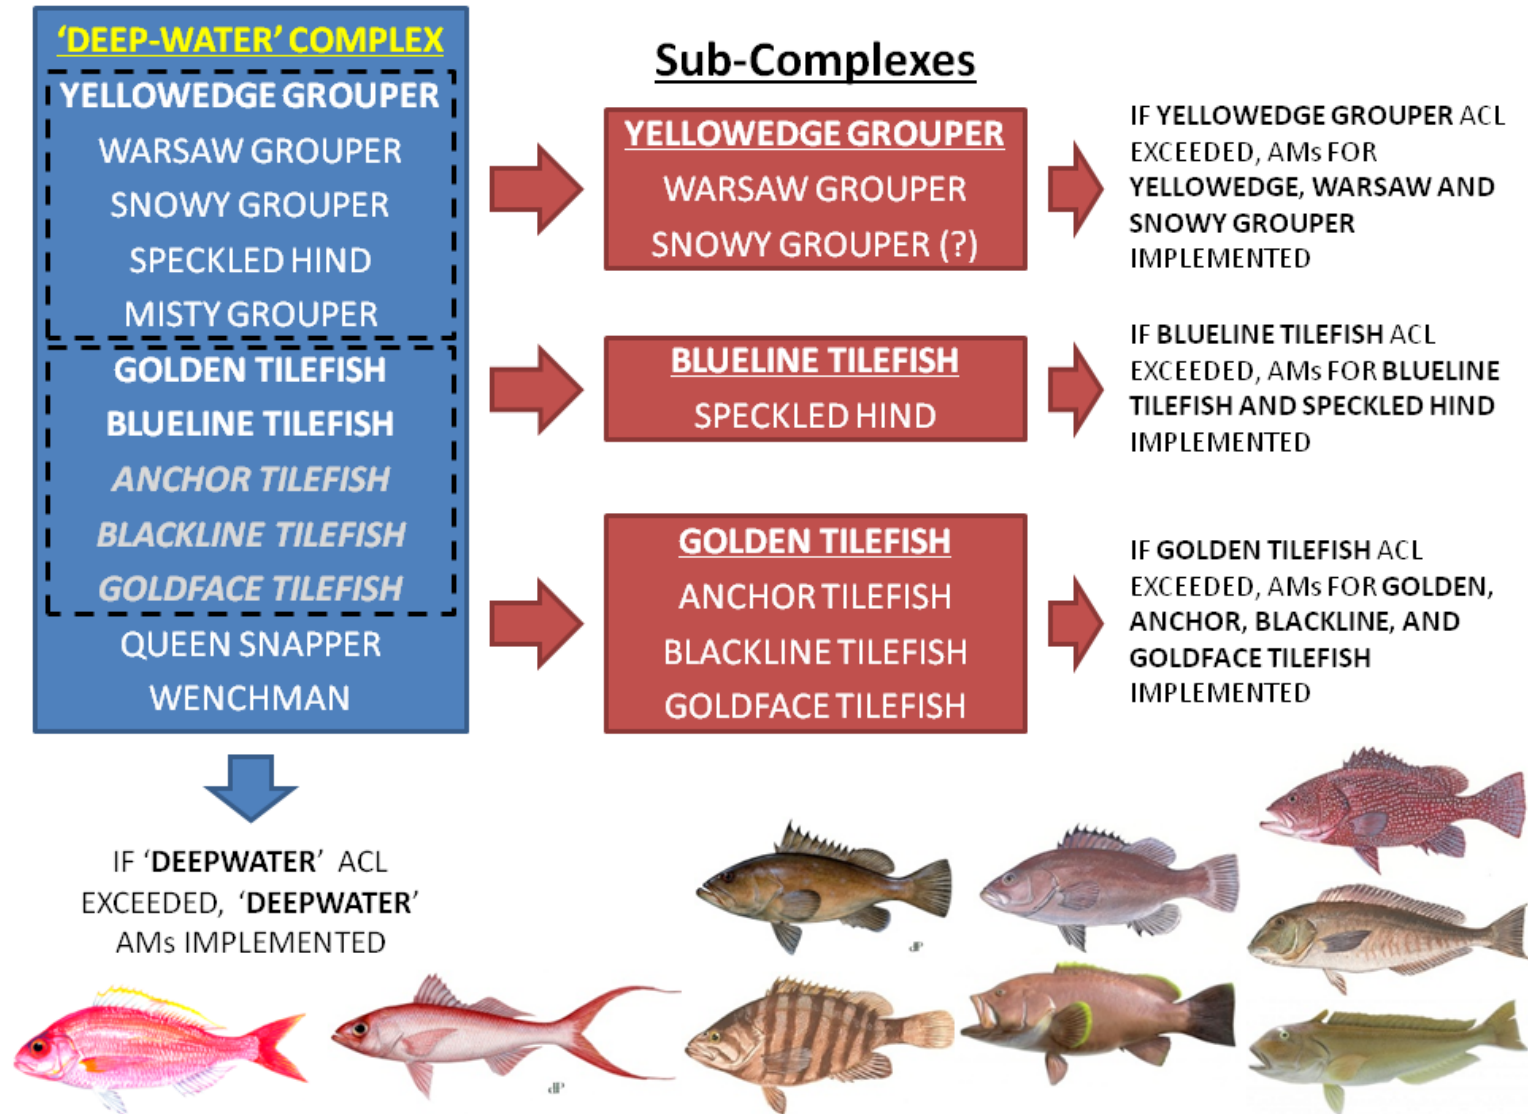 ‘DEEP-WATER’ COMPLEX
YELLOWEDGE GROUPER
WARSAW GROUPER
SNOWY GROUPER
SPECKLED HIND
MISTY GROUPER
GOLDEN TILEFISH
BLUELINE TILEFISH
ANCHOR TILEFISH
BLACKLINE TILEFISH
GOLDFACE TILEFISH
QUEEN SNAPPER
WENCHMAN
IF ‘DEEPWATER’ ACL
EXCEEDED, ‘DEEPWATER’
AMs IMPLEMENTED
Sub-Complexes
YELLOWEDGE GROUPER
WARSAW GROUPER
SNOWY GROUPER (?)
IF YELLOWEDGE GROUPER ACL
EXCEEDED, AMs FOR
YELLOWEDGE, WARSAW AND
SNOWY GROUPER
IMPLEMENTED
BLUELINE TILEFISH
SPECKLED HIND
IF BLUELINE TILEFISH ACL
EXCEEDED, AMs FOR BLUELINE
TILEFISH AND SPECKLED HIND
IMPLEMENTED
GOLDEN TILEFISH
ANCHOR TILEFISH
BLACKLINE TILEFISH
GOLDFACE TILEFISH
IF GOLDEN TILEFISH ACL
EXCEEDED, AMs FOR GOLDEN,
ANCHOR, BLACKLINE, AND
GOLDFACE TILEFISH
IMPLEMENTED